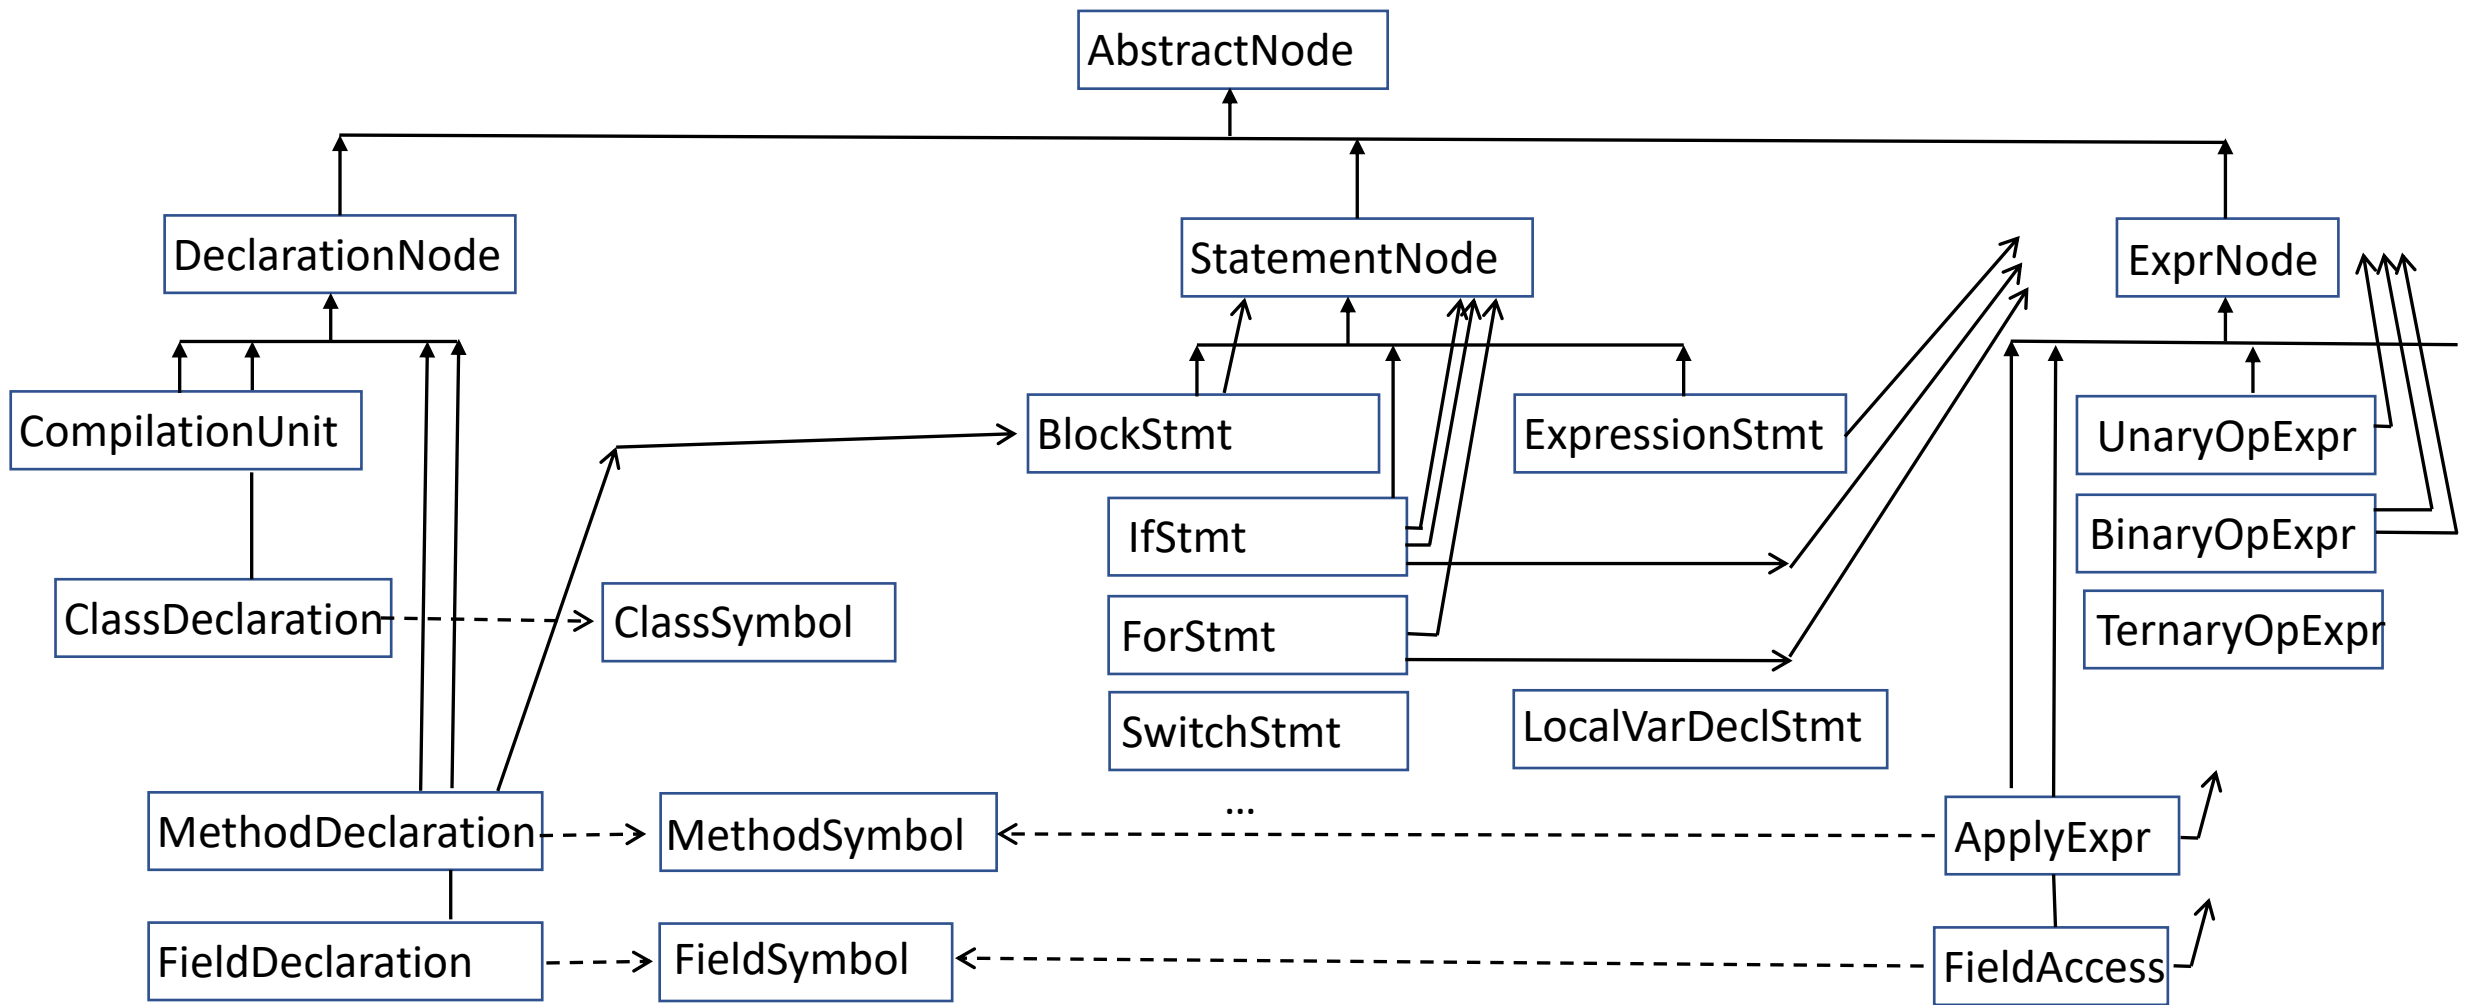 AbstractNode
DeclarationNode
StatementNode
ExprNode
CompilationUnit
BlockStmt
ExpressionStmt
UnaryOpExpr
IfStmt
BinaryOpExpr
ClassDeclaration
ClassSymbol
ForStmt
TernaryOpExpr
SwitchStmt
LocalVarDeclStmt
...
MethodDeclaration
MethodSymbol
ApplyExpr
FieldDeclaration
FieldSymbol
FieldAccess